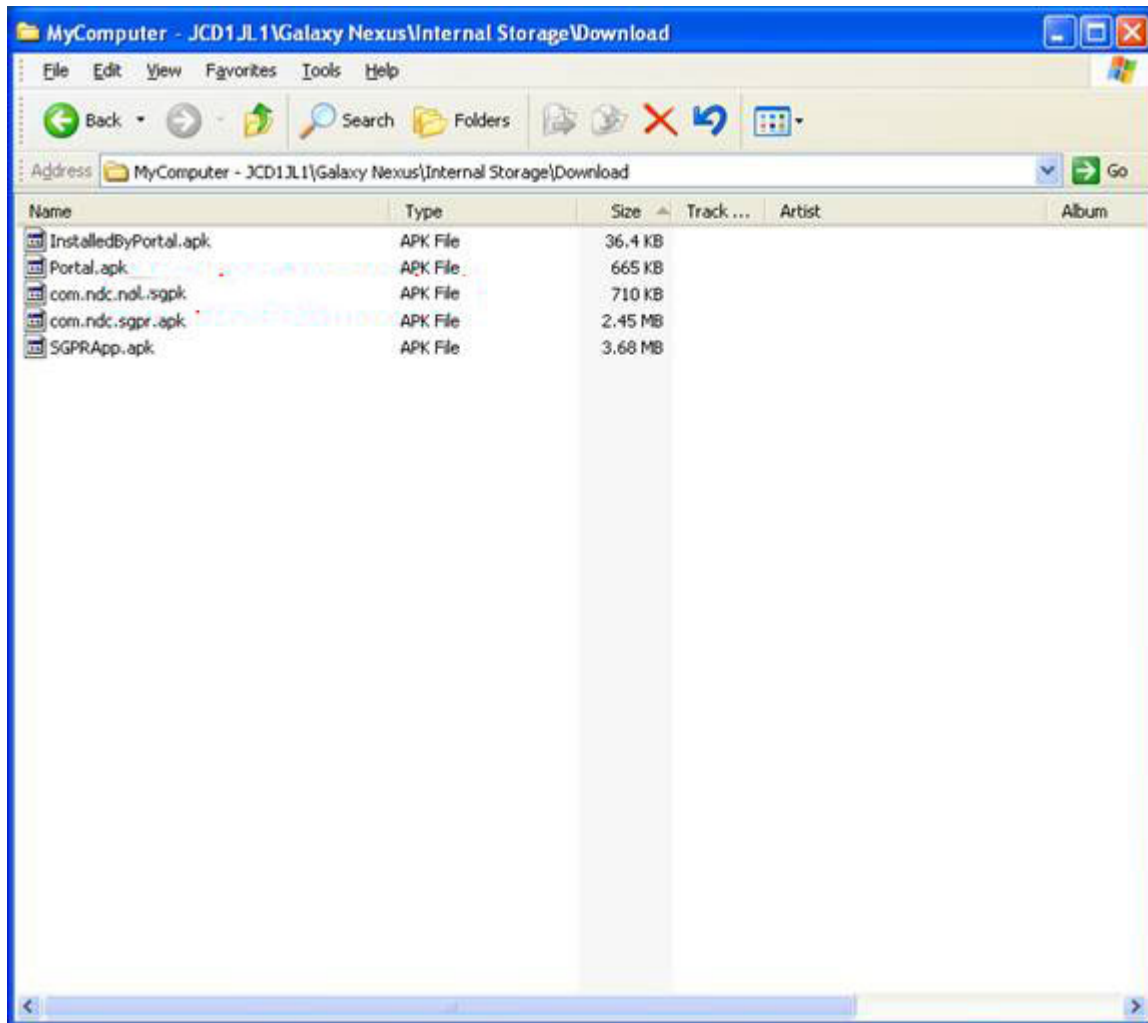 MyComputer - JCD1JL1\Galaxy Nexus\Internal Storage\Download
File Edit View Favorites Tools Help
Back Search Folders
Address MyComputer - JCD1JL1\Galaxy Nexus\Internal Storage\Download Go
Name Type Size Track ... Artist Album
InstalledByPortal.apk APK File 36.4 KB
Portal.apk APK File 665 KB
com.ndc.nol.sgpk APK File 710 KB
com.ndc.sgpr.apk APK File 2.45 MB
SGPRApp.apk APK File 3.68 MB